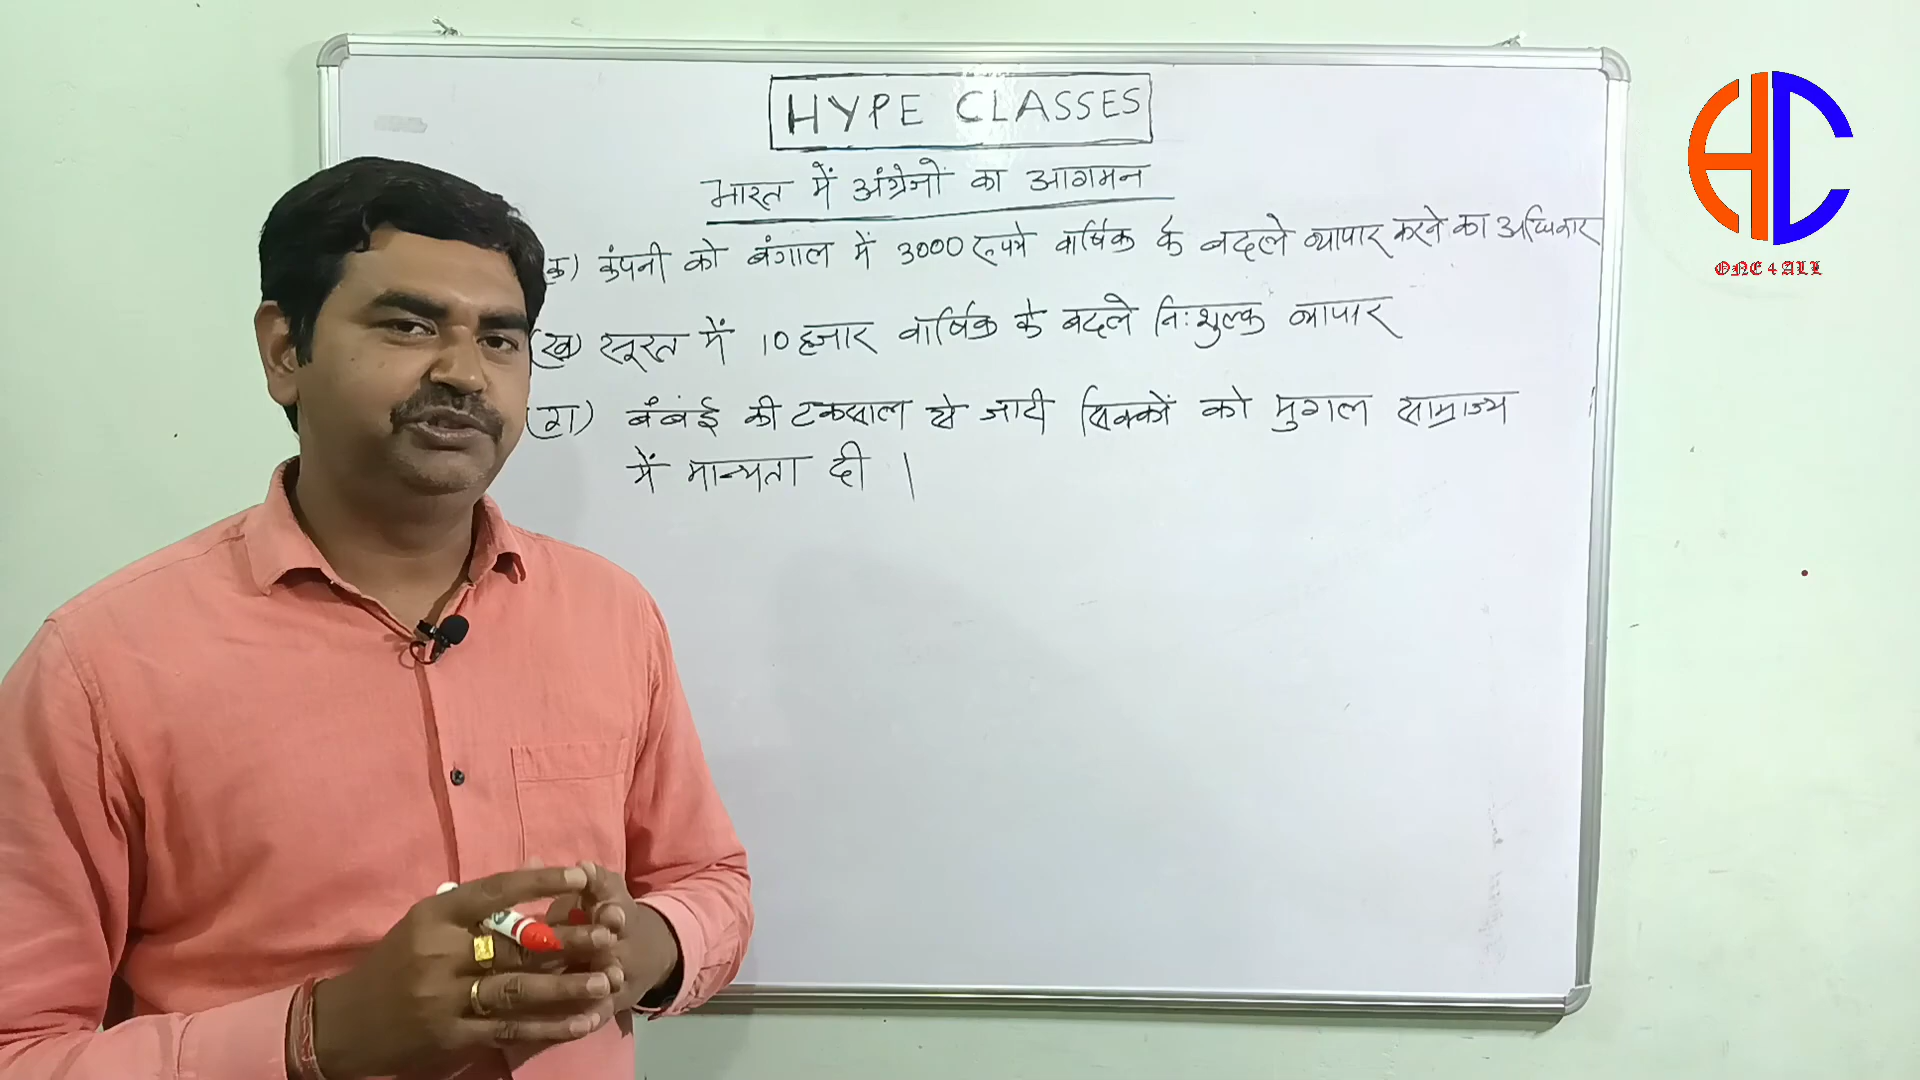 HYPE CLASSES
भारत में अंग्रेजों का आगमन
(क) कंपनी को बंगाल में 3000 रूपये वार्षिक के बदले व्यापार करने का अधिकार
(ख) सूरत में 10 हजार वार्षिक के बदले निःशुल्क व्यापार
(ग) बंबंई की टकसाल से जारी सिक्कों को मुगल साम्राज्य
में मान्यता दी ।
HC
ONE 4 ALL